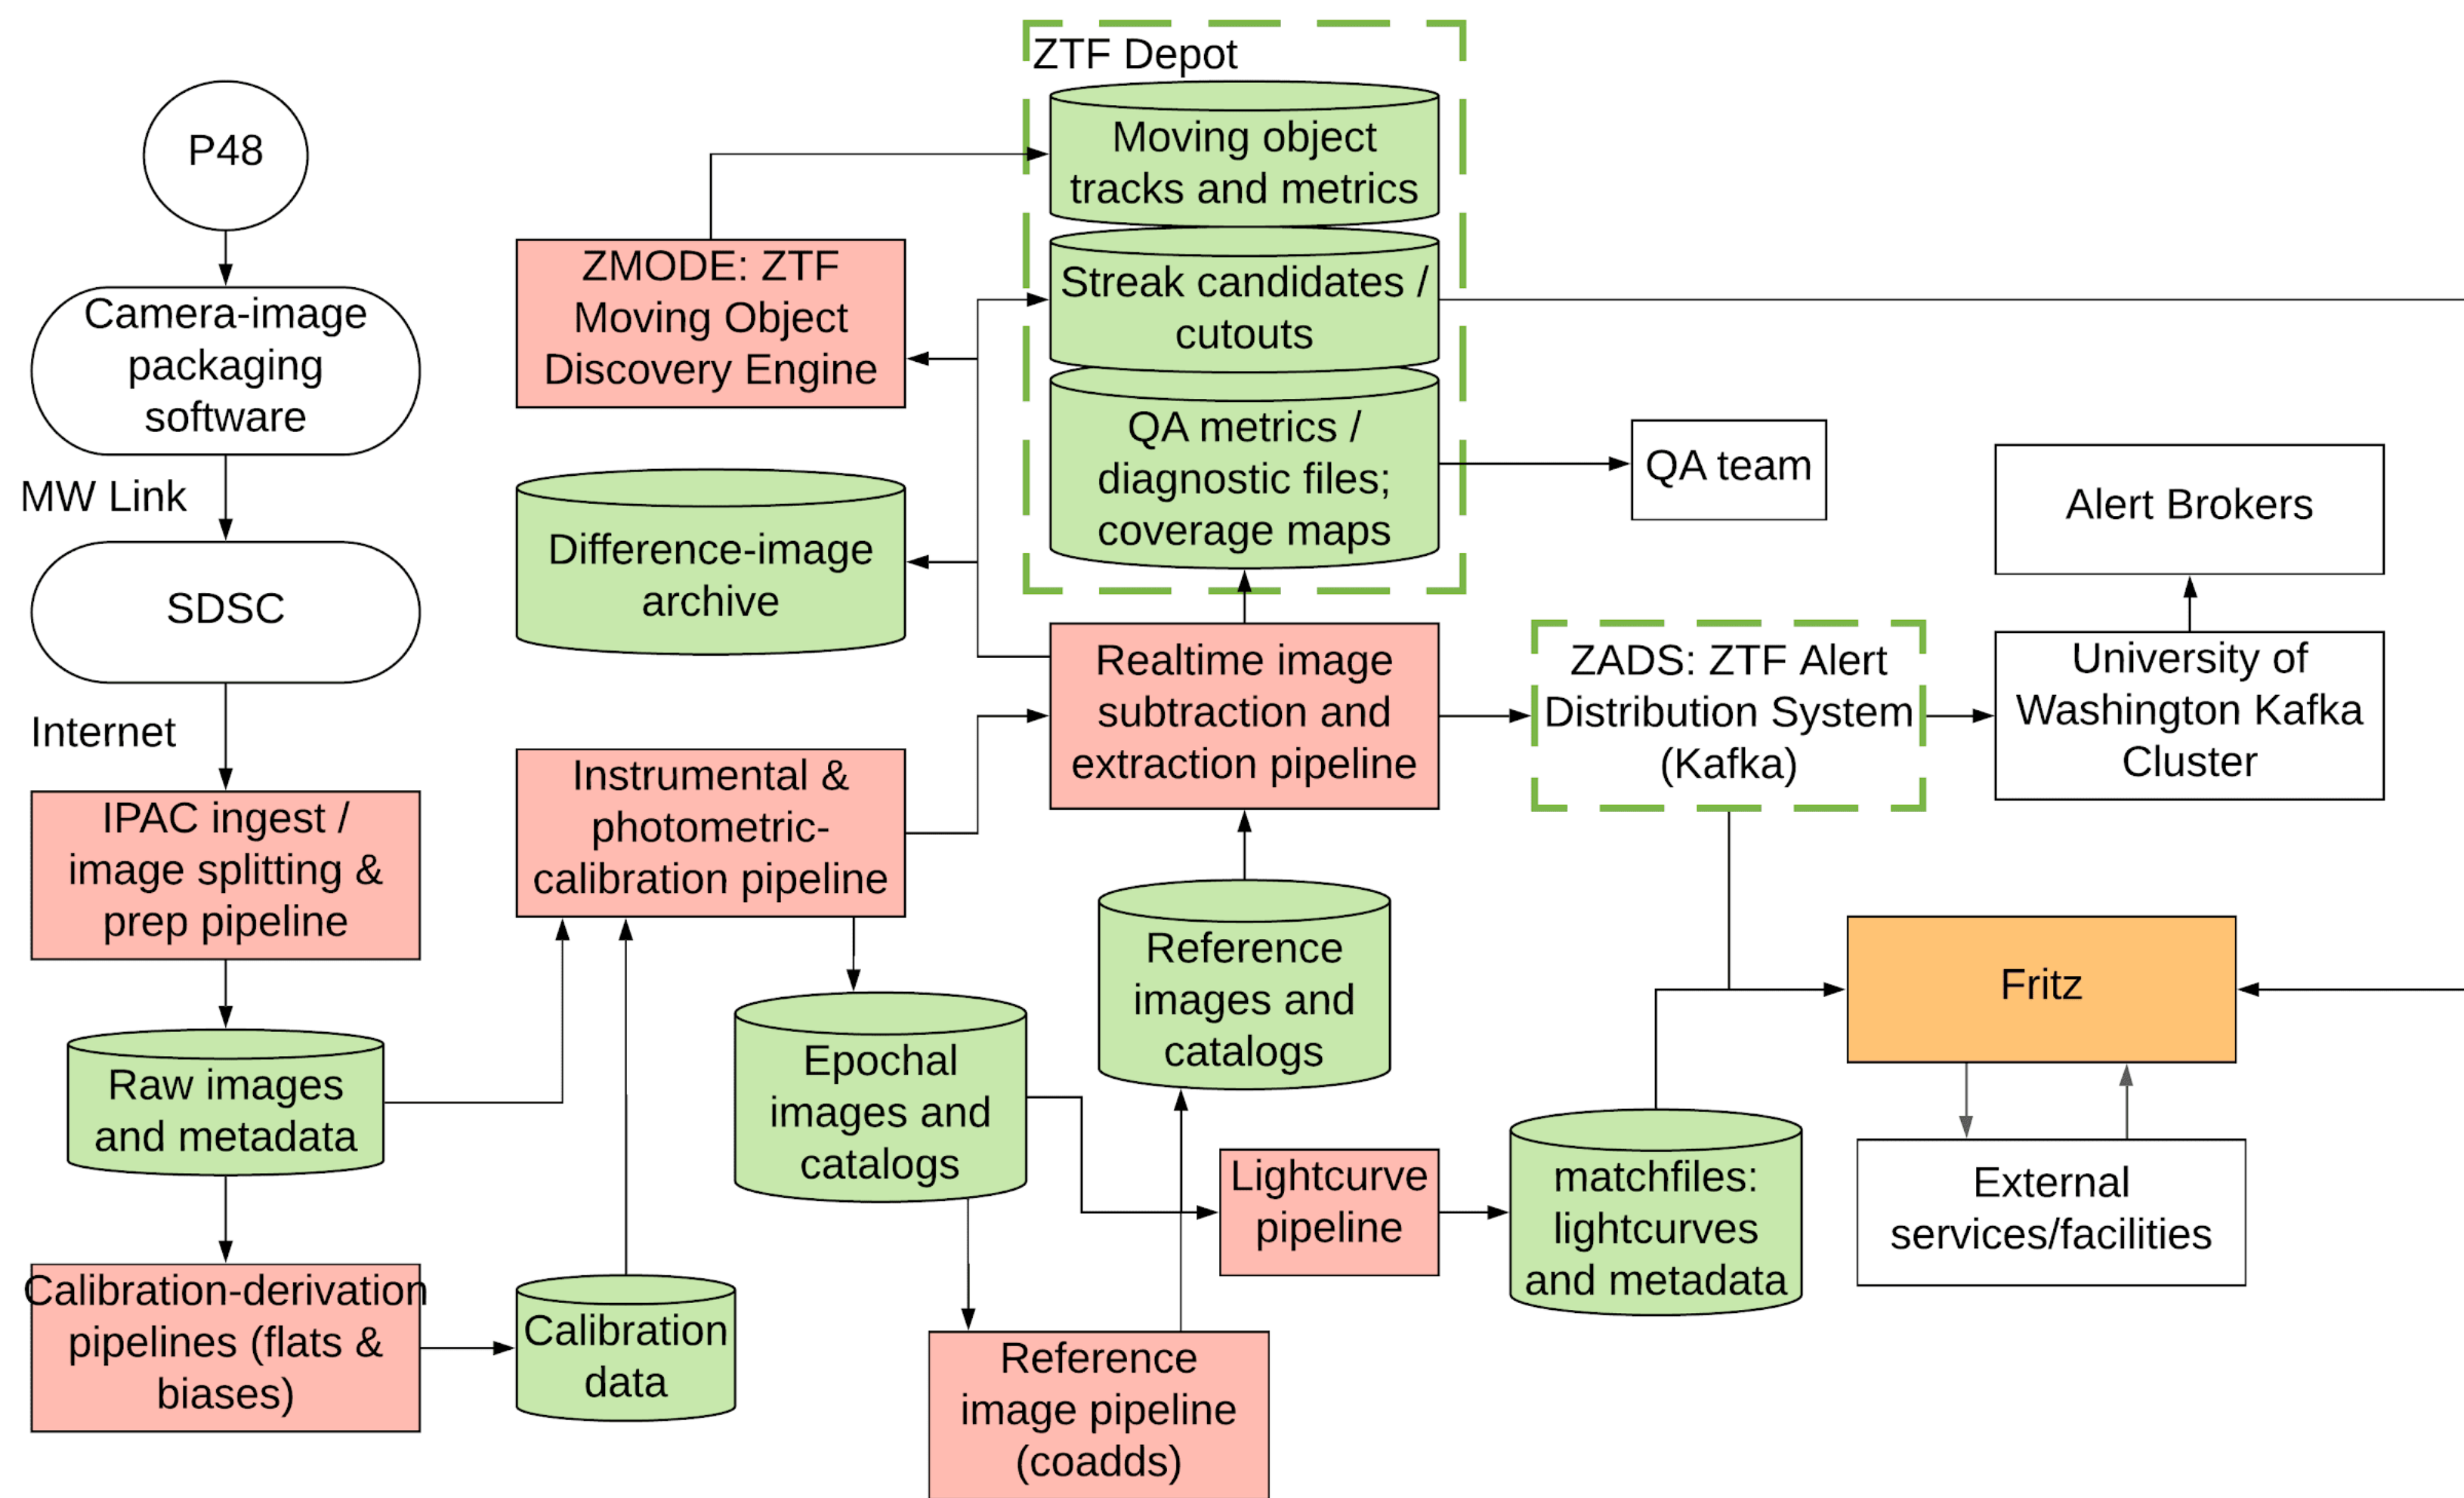 P48
Camera-image
packaging
software
MW Link
SDSC
Internet
IPAC ingest /
image splitting &
prep pipeline
Raw images
and metadata
Calibration-derivation
pipelines (flats &
biases)
ZMODE: ZTF
Moving Object
Discovery Engine
Difference-image
archive
Instrumental &
photometric-
calibration pipeline
Calibration
data
Epochal
images and
catalogs
Reference
image pipeline
(coadds)
ZTF Depot
Moving object
tracks and metrics
Streak candidates /
cutouts
QA metrics /
diagnostic files;
coverage maps
Realtime image
subtraction and
extraction pipeline
Reference
images and
catalogs
Lightcurve
pipeline
QA team
ZADS: ZTF Alert
Distribution System
(Kafka)
matchfiles:
lightcurves
and metadata
Alert Brokers
University of
Washington Kafka
Cluster
Fritz
External
services/facilities